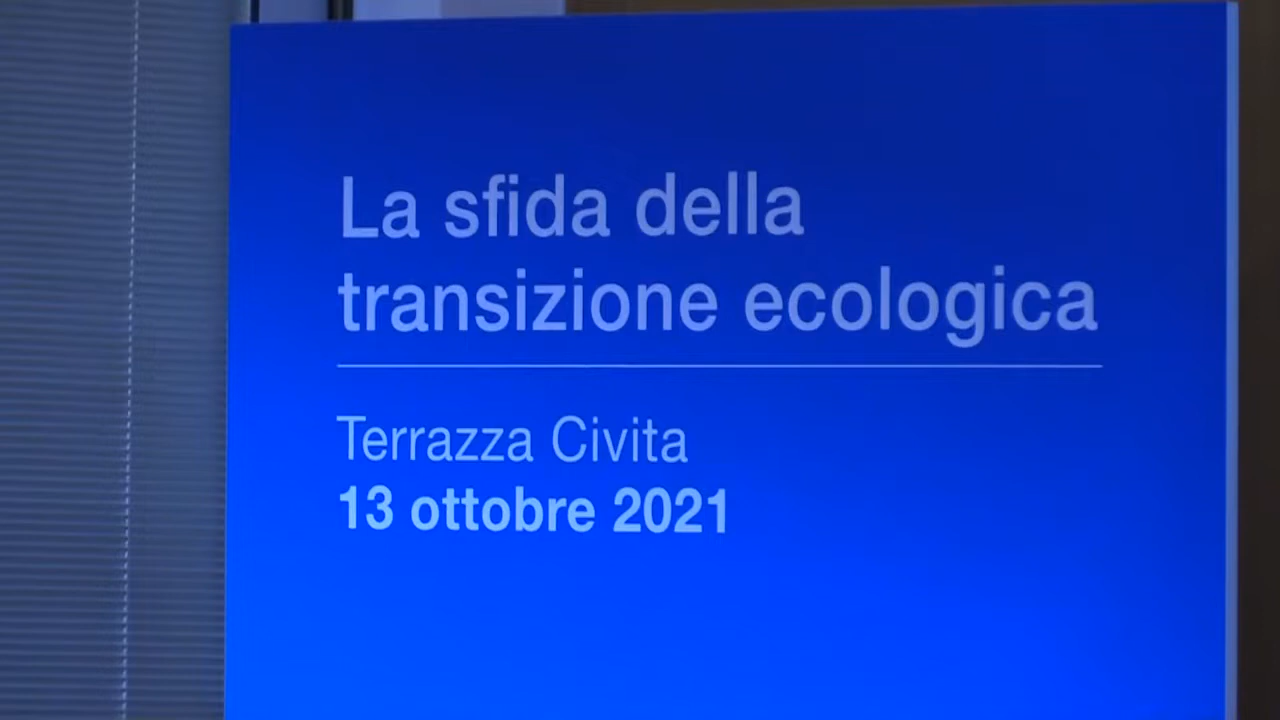 La sfida della
transizione ecologica
Terrazza Civita
13 ottobre 2021